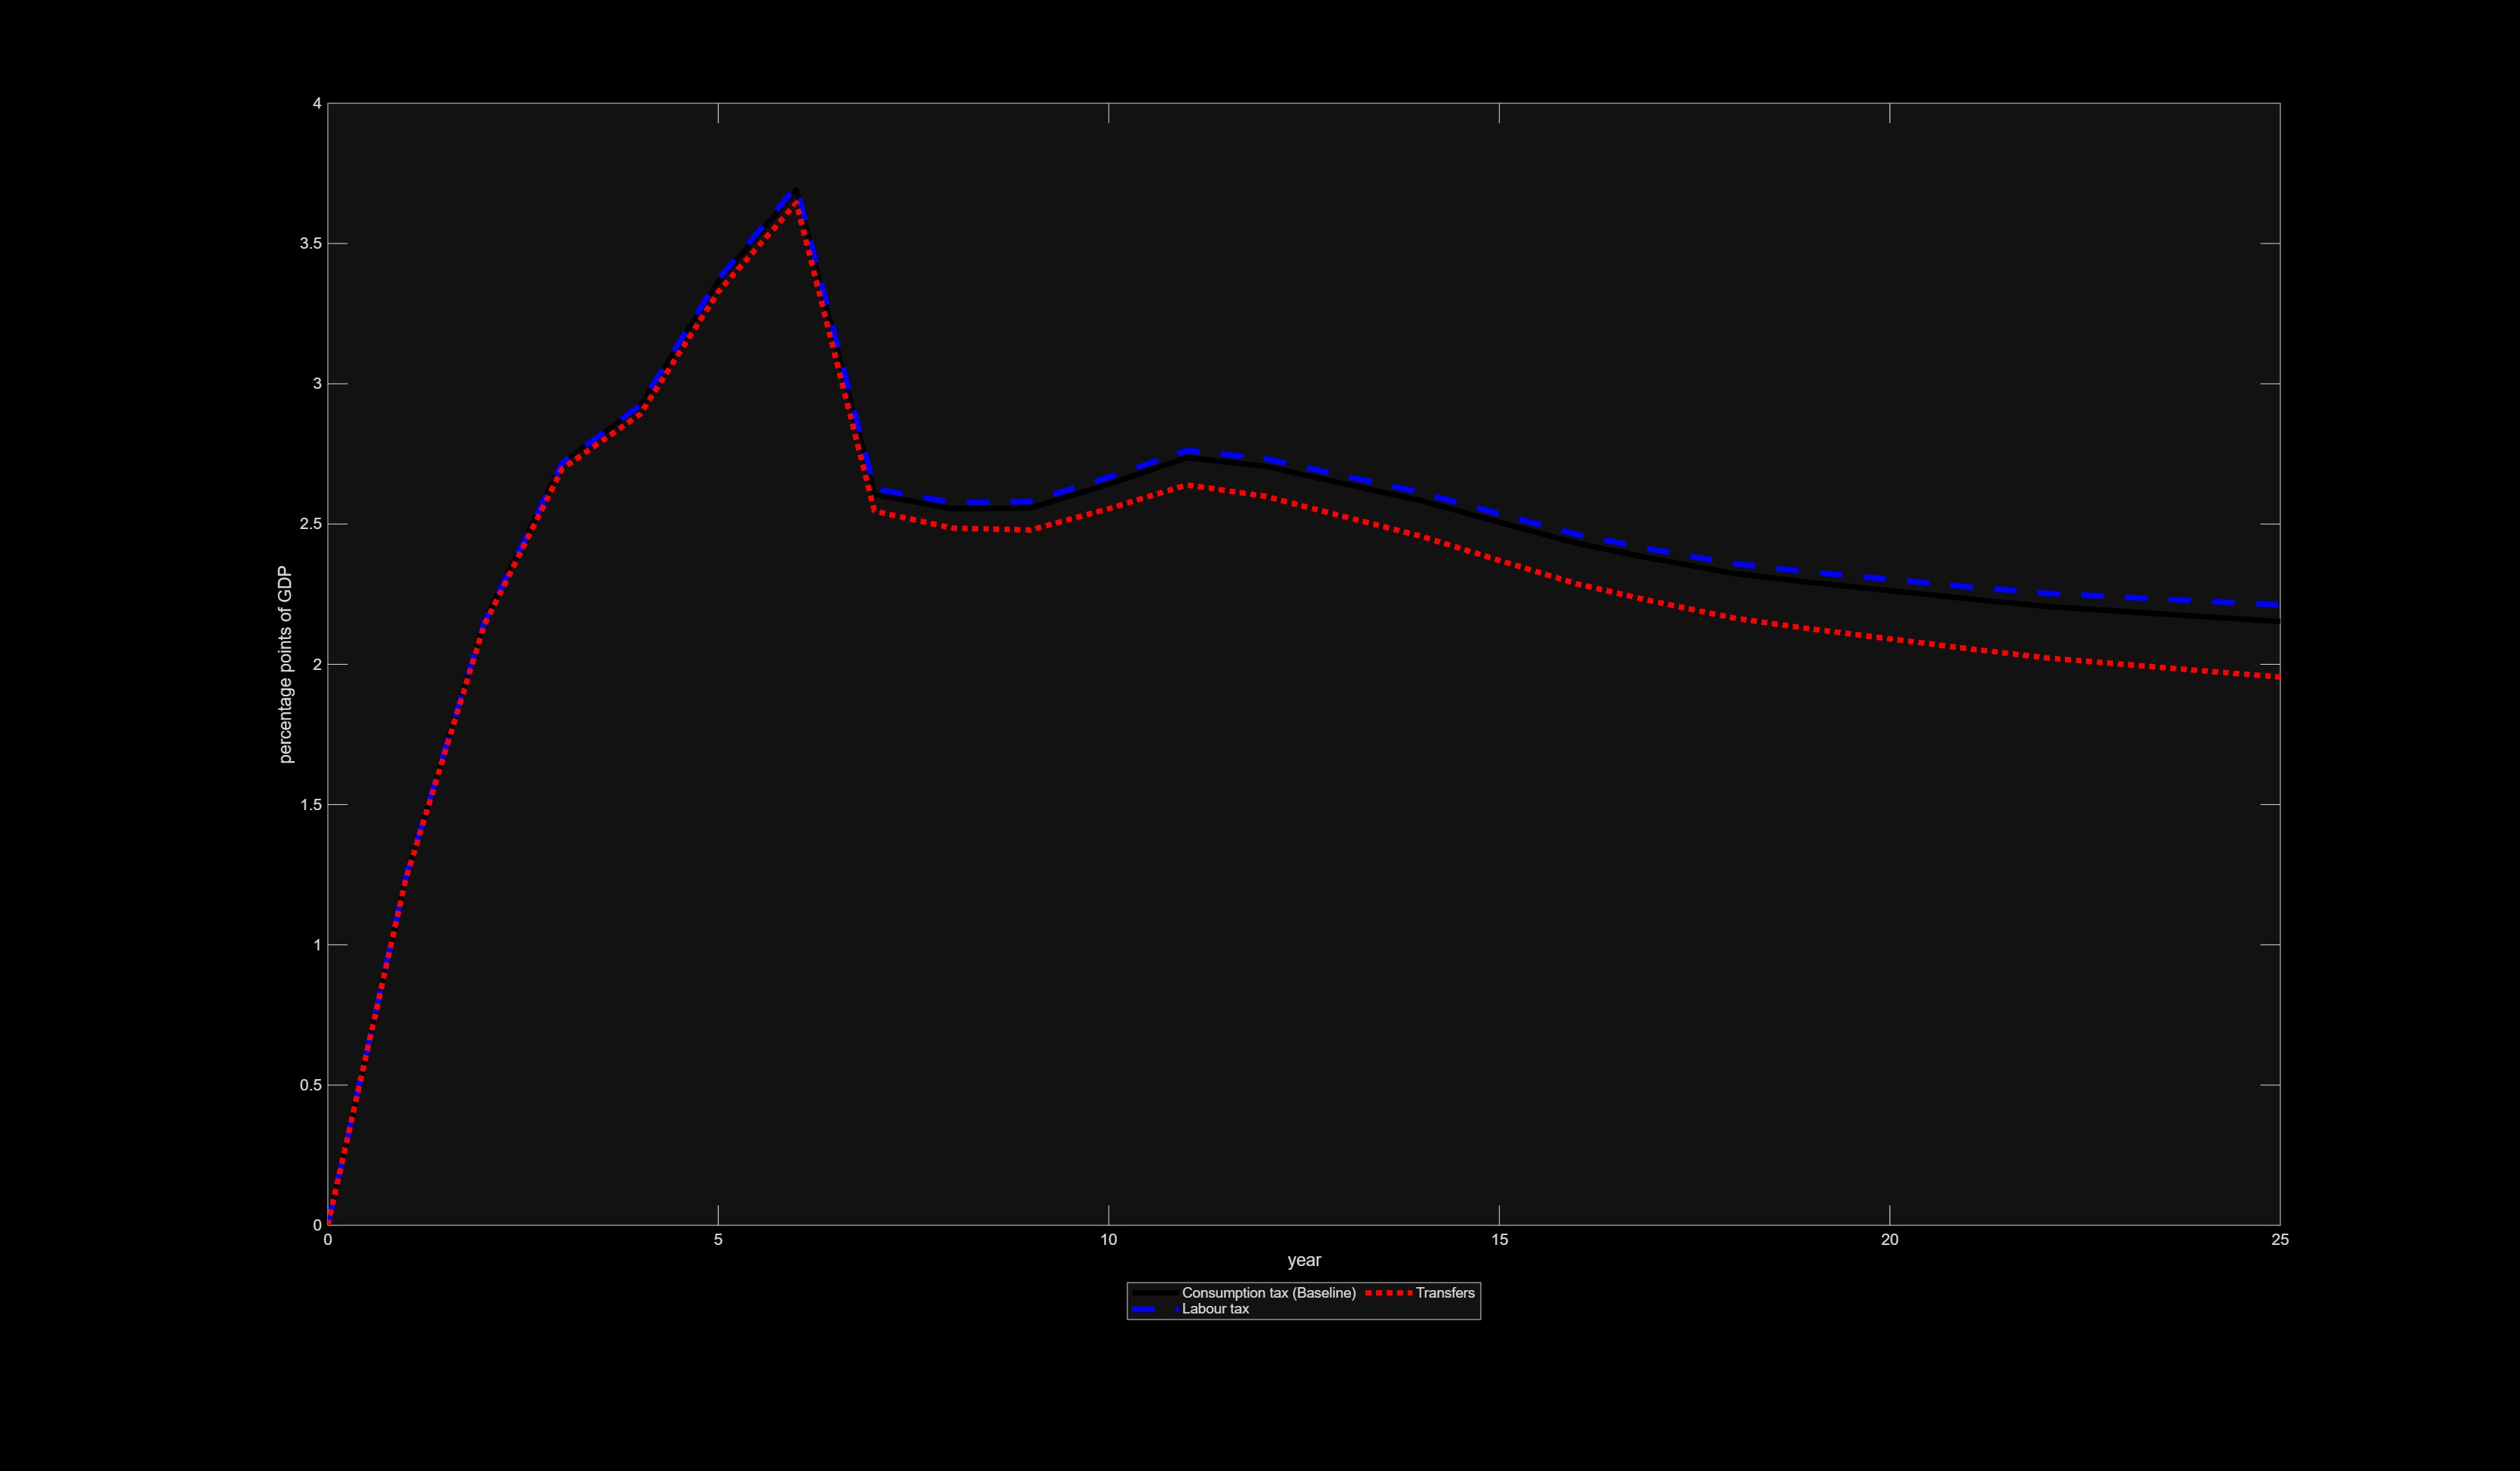 4
3.5
3
2.5
2
1.5
1
0.5
0
percentage points of GDP
0 5 10 15 20 25
year
Consumption tax (Baseline) Transfers
Labour tax